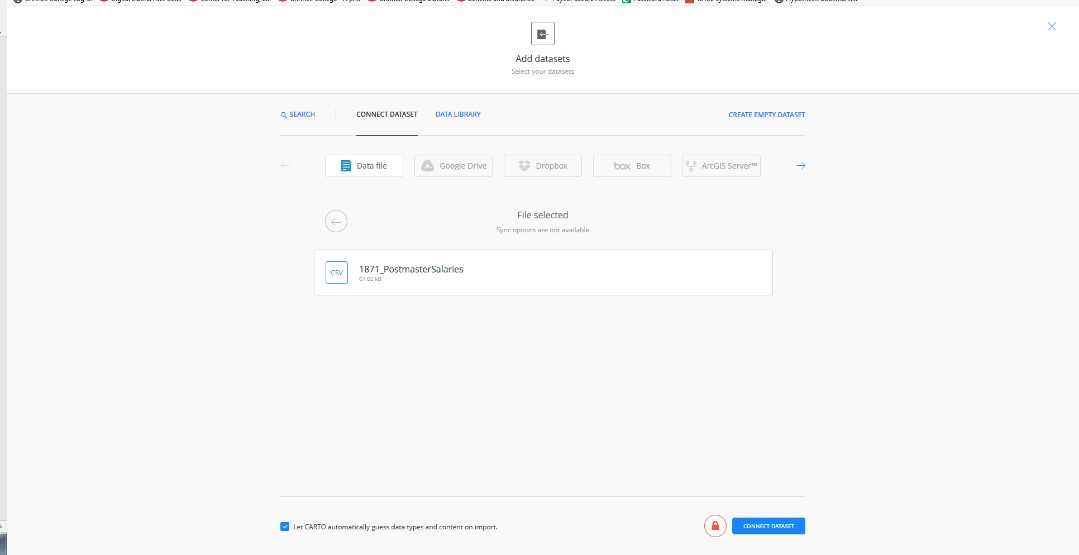 Add datasets
Select your datasets
SEARCH
CONNECT DATASET
DATA LIBRARY
CREATE EMPTY DATASET
Data file
Google Drive
Dropbox
box Box
ArcGIS Server™
File selected
Sync options are not available
CSV
1871_PostmasterSalaries
67.02 kB
Let CARTO automatically guess data types and content on import.
CONNECT DATASET